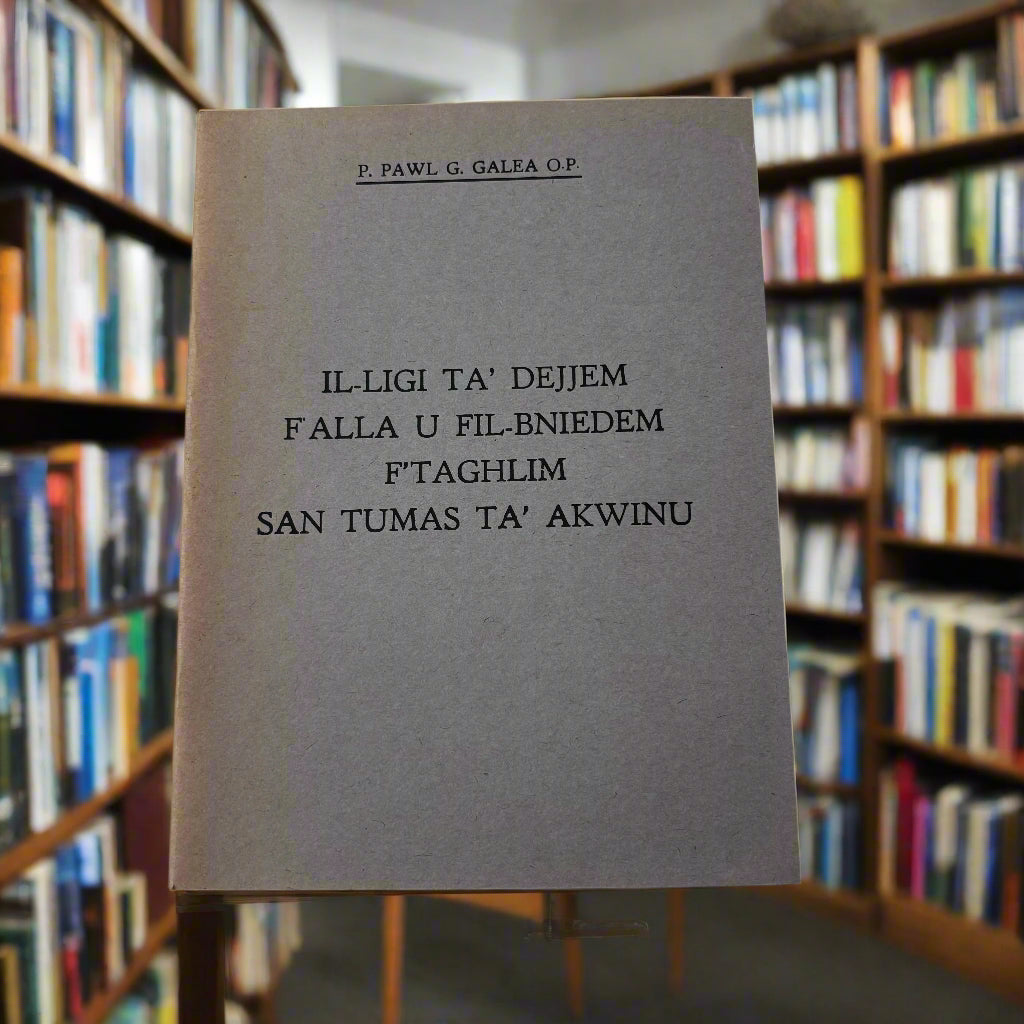 P. PAWL G. GALEA O.P.
IL-LIGI TA' DEJJEM
F'ALLA U FIL-BNIEDEM
F'TAGHLIM
SAN TUMAS TA' AKWINU